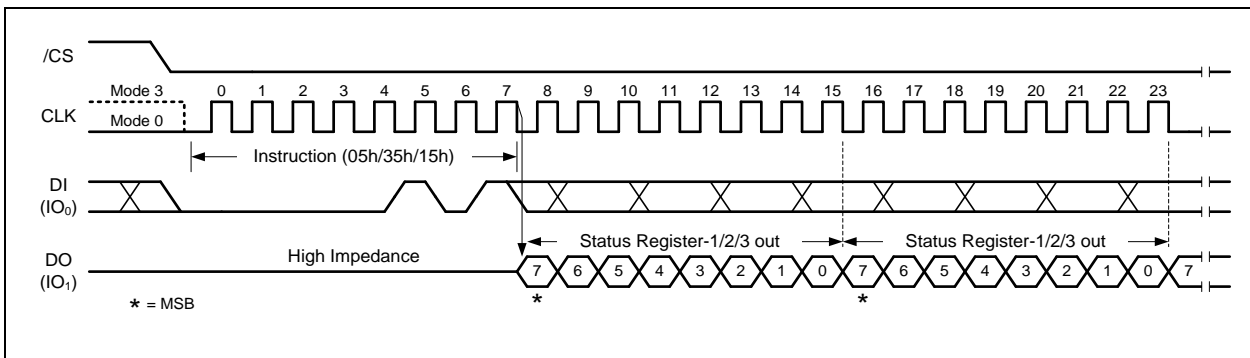 /CS
Mode 3
0 1 2 3 4 5 6 7 8 9 10 11 12 13 14 15 16 17 18 19 20 21 22 23
CLK
Mode 0
Instruction (05h/35h/15h)
DI
(IO₀)
Status Register-1/2/3 out Status Register-1/2/3 out
High Impedance
DO
(IO₁)
7 6 5 4 3 2 1 0 7 6 5 4 3 2 1 0 7
* *
* = MSB